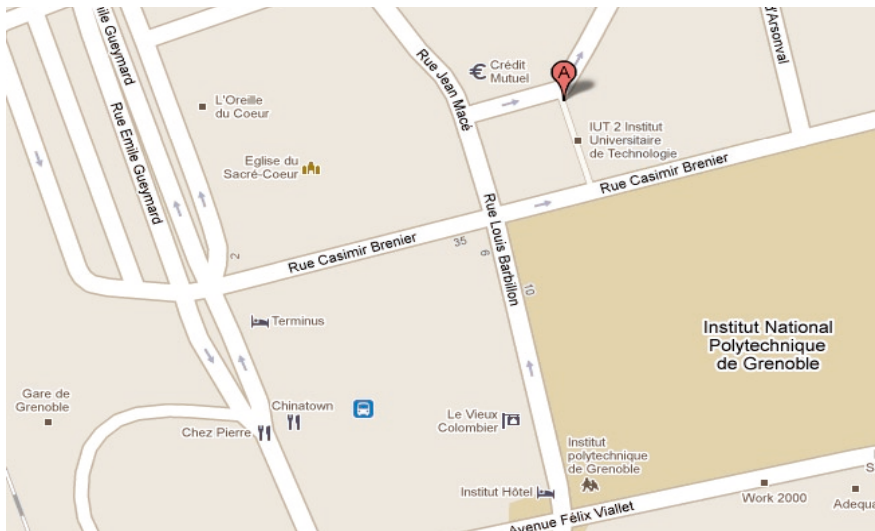 Emile Gueymard
Rue Emile Gueymard
Rue Jean Macé
d'Arsonval
€ Crédit
Mutuel
A
L'Oreille
du Coeur
IUT 2 Institut
Universitaire
de Technologie
Eglise du
Sacré-Coeur
Rue Casimir Brenier
Rue Louis Barbillon
Rue Casimir Brenier
35
6
2
10
Terminus
Institut National
Polytechnique
de Grenoble
Gare de
Grenoble
Chinatown
Chez Pierre
Le Vieux
Colombier
Institut
polytechnique
de Grenoble
Institut Hôtel
Work 2000
Avenue Félix Viallet